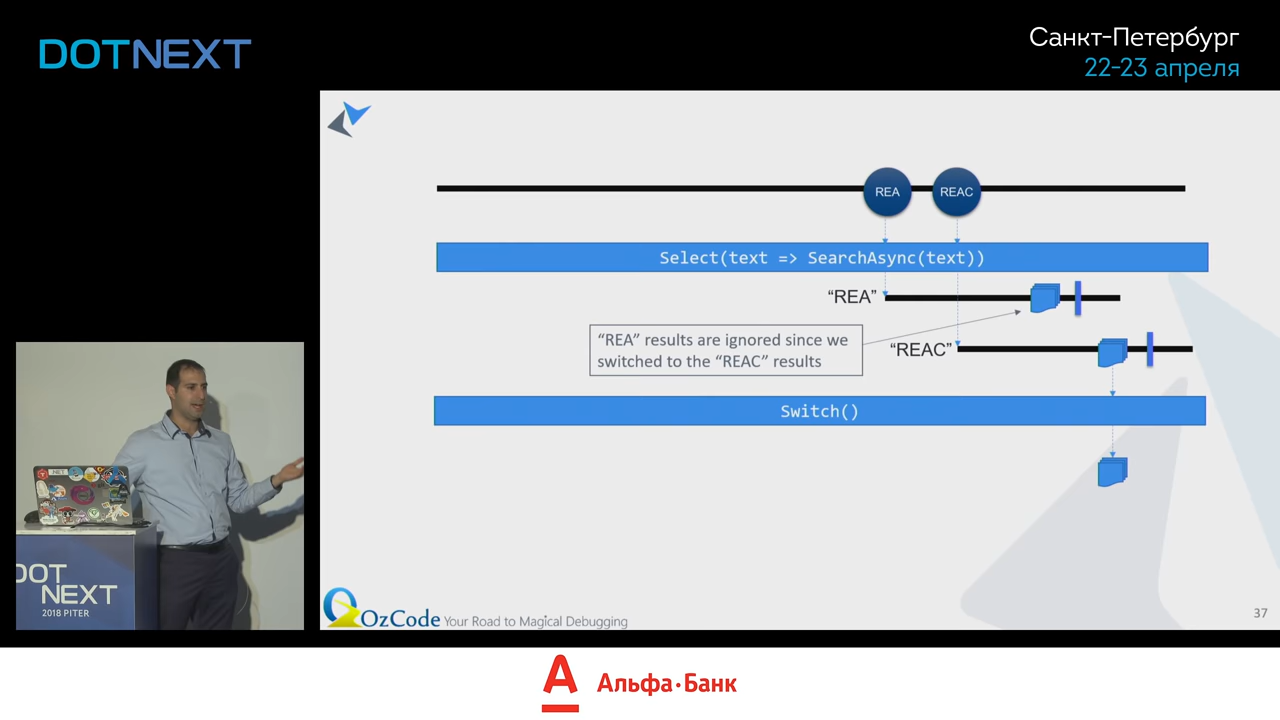 DOTNEXT
Санкт-Петербург
22-23 апреля
REA
REAC
Select(text => SearchAsync(text))
“REA”
“REA” results are ignored since we
switched to the “REAC” results
“REAC”
Switch()
.NET
DOT
NEXT
2018 PITER
OzCode Your Road to Magical Debugging
37
Альфа·Банк